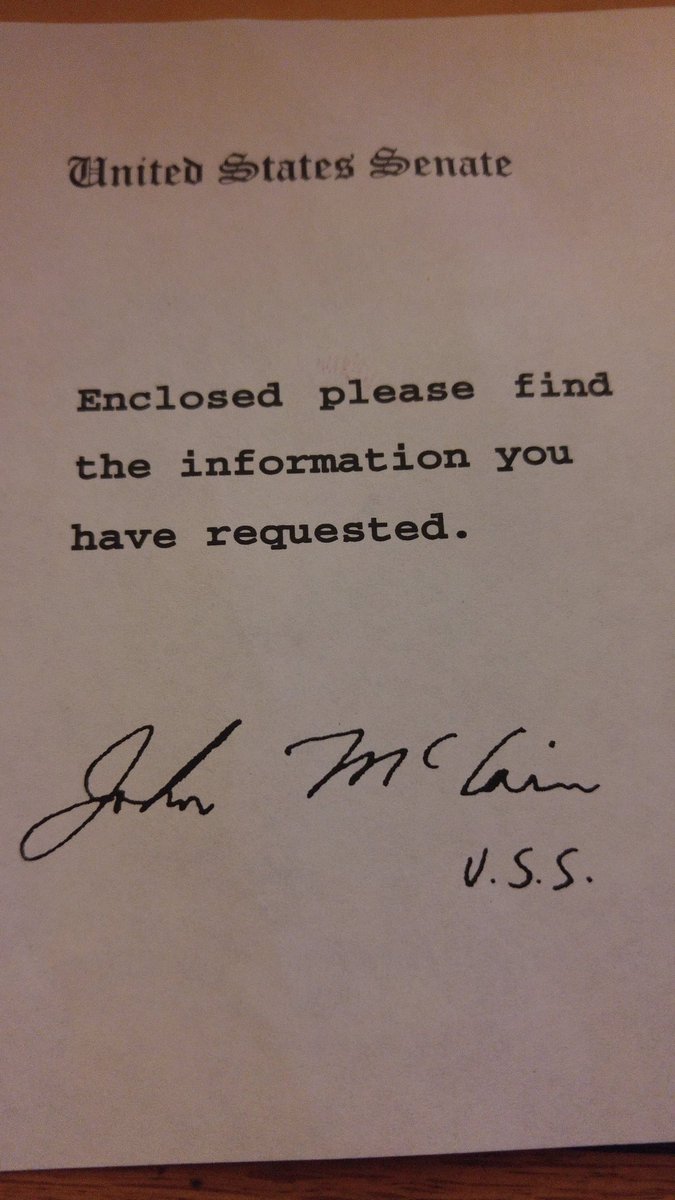 United States Senate
Enclosed please find
the information you
have requested.
John McCain
U.S.S.